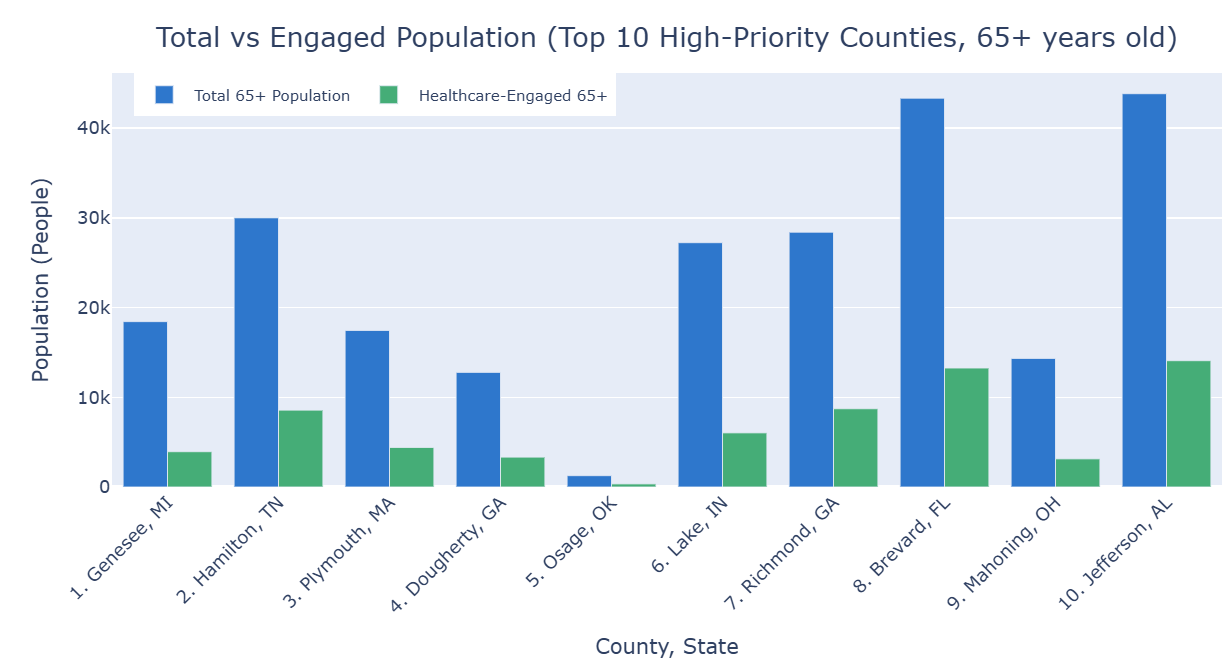 Total vs Engaged Population (Top 10 High-Priority Counties, 65+ years old)
Total 65+ Population
Healthcare-Engaged 65+
Population (People)
40k
30k
20k
10k
0
1. Genesee, MI
2. Hamilton, TN
3. Plymouth, MA
4. Dougherty, GA
5. Osage, OK
6. Lake, IN
7. Richmond, GA
8. Brevard, FL
9. Mahoning, OH
10. Jefferson, AL
County, State